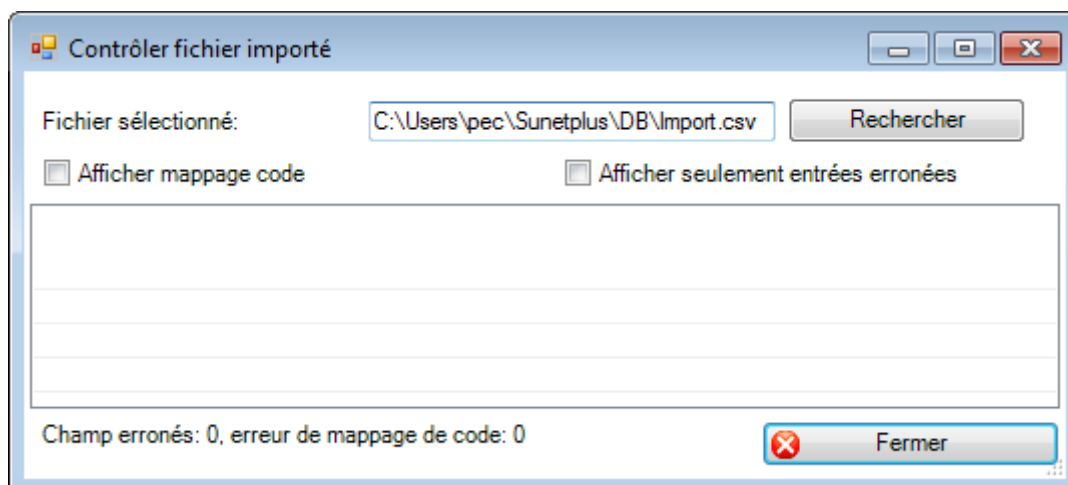 Contrôler fichier importé
Fichier sélectionné: C:\Users\pec\Sunetplus\DB\Import.csv Rechercher
Afficher mappage code Afficher seulement entrées erronées
Champ erronés: 0, erreur de mappage de code: 0
Fermer